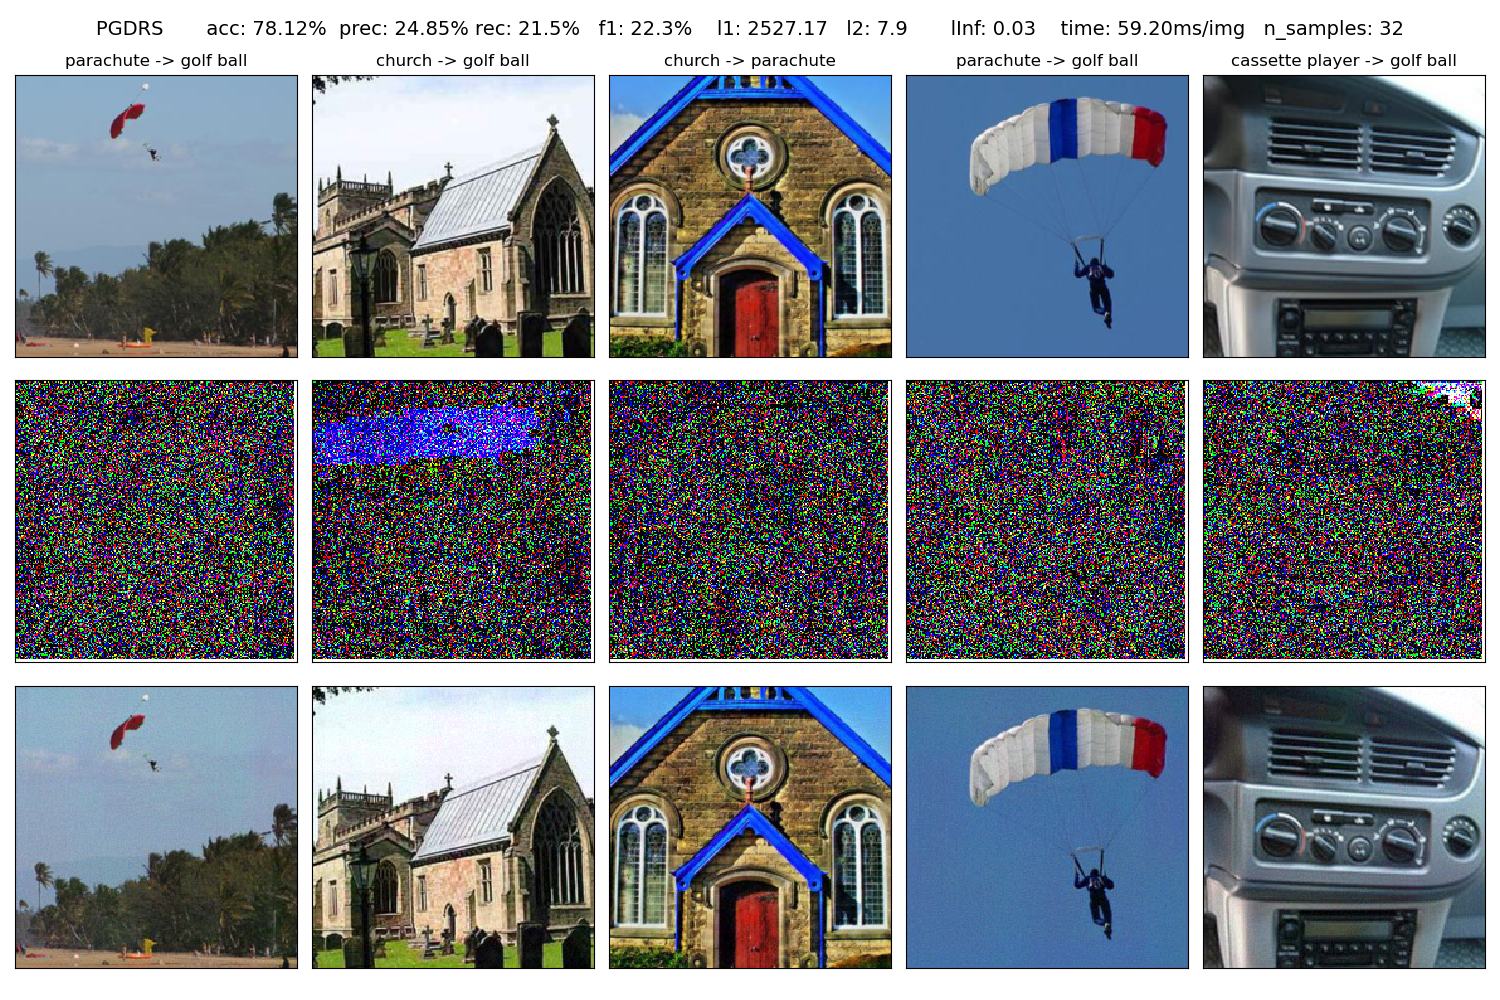 PGDRS acc: 78.12% prec: 24.85% rec: 21.5% f1: 22.3% l1: 2527.17 l2: 7.9 lInf: 0.03 time: 59.20ms/img n_samples: 32
parachute -> golf ball
church -> golf ball
church -> parachute
parachute -> golf ball
cassette player -> golf ball